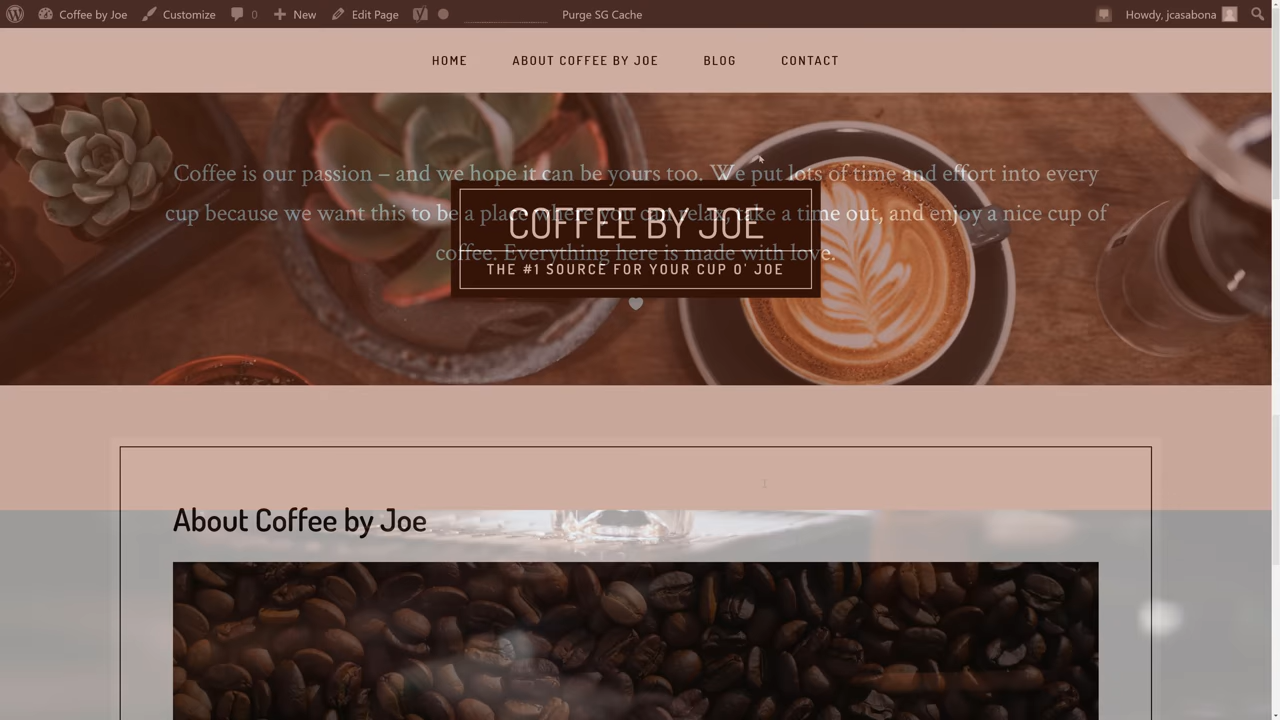 Coffee by Joe
Customize
0
New
Edit Page
Purge SG Cache
Howdy, jcasabona
HOME
ABOUT COFFEE BY JOE
BLOG
CONTACT
Coffee is our passion – and we hope it can be yours too. We put lots of time and effort into every
cup because we want this to be a place where you can relax, take a time out, and enjoy a nice cup of
coffee. Everything here is made with love.
COFFEE BY JOE
THE #1 SOURCE FOR YOUR CUP O' JOE
About Coffee by Joe